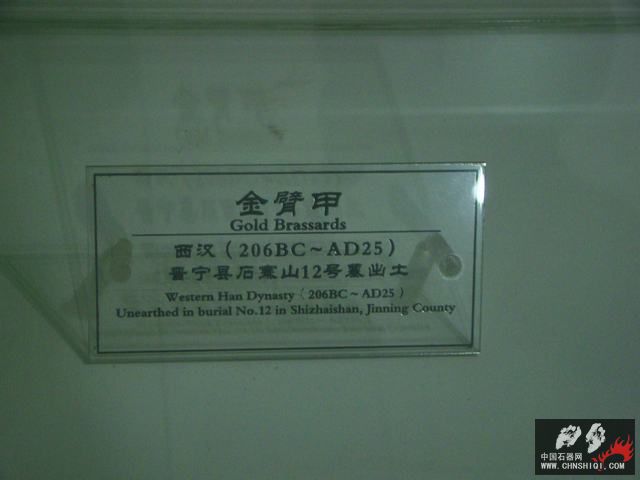 金臂甲
Gold Brassards
西汉（206BC～AD25）
晋宁县石寨山12号墓出土
Western Han Dynasty（206BC～AD25）
Unearthed in burial No.12 in Shizhaishan, Jinning County
中国石器网
WWW.CHNSHIQI.COM